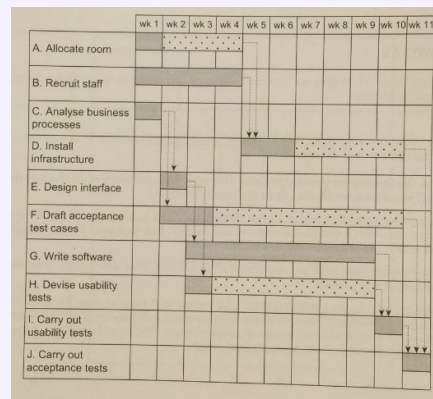 wk 1 wk 2 wk 3 wk 4 wk 5 wk 6 wk 7 wk 8 wk 9 wk 10 wk 11
A. Allocate room
B. Recruit staff
C. Analyse business
processes
D. Install
infrastructure
E. Design interface
F. Draft acceptance
test cases
G. Write software
H. Devise usability
tests
I. Carry out
usability tests
J. Carry out
acceptance tests